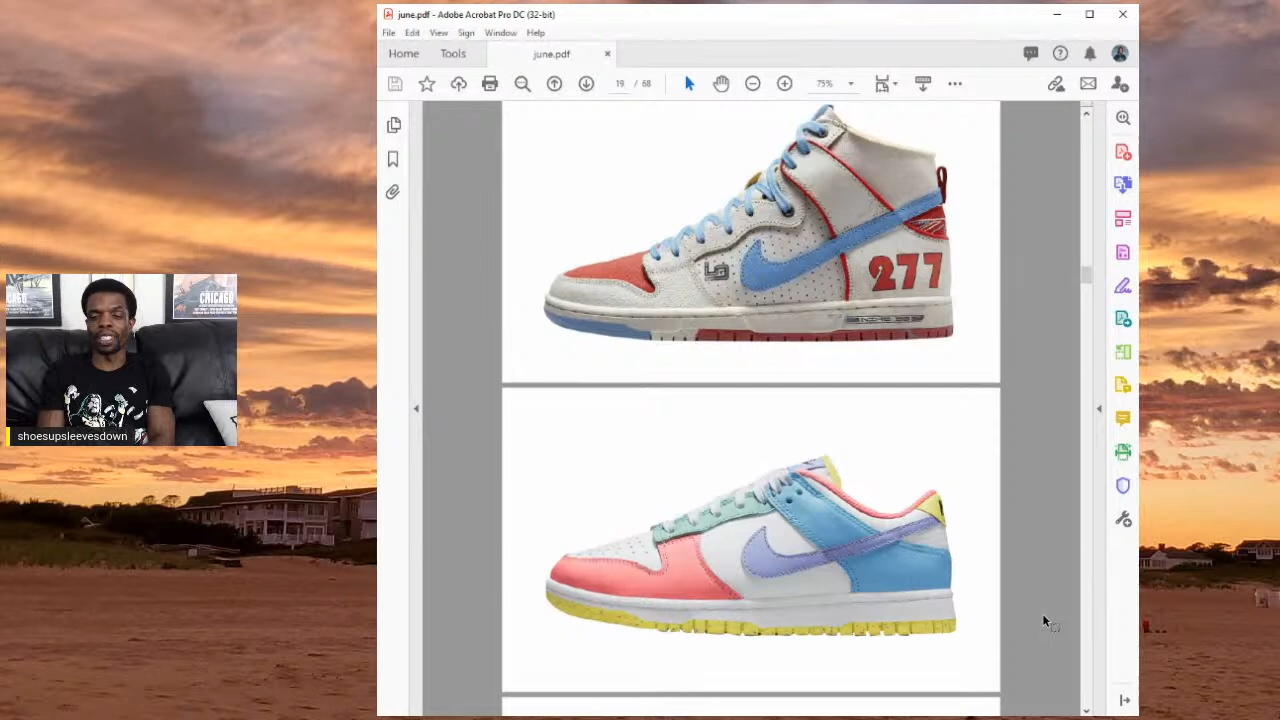 june.pdf - Adobe Acrobat Pro DC (32-bit)
File Edit View Sign Window Help
Home Tools june.pdf
19 / 68 75%
277
CHICAGO
CHICAGO
shoesupsleevesdown